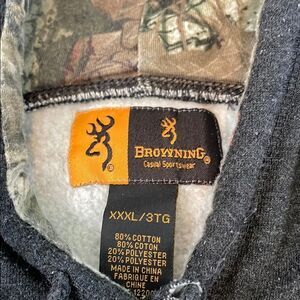 BROWNING
Casual Sportswear
XXXL/3TG
80% COTTON
80% COTON
20% POLYESTER
20% POLYESTER
MADE IN CHINA
FABRIQUE EN
CHINE